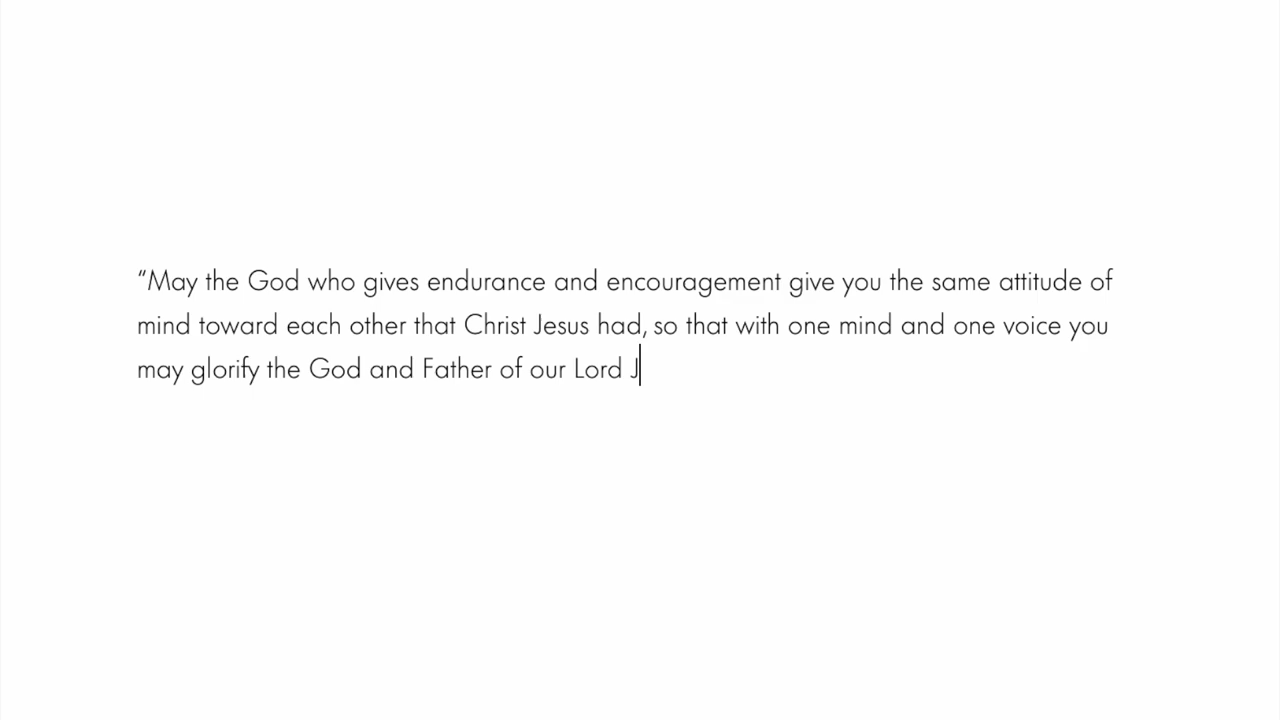 “May the God who gives endurance and encouragement give you the same attitude of
mind toward each other that Christ Jesus had, so that with one mind and one voice you
may glorify the God and Father of our Lord J